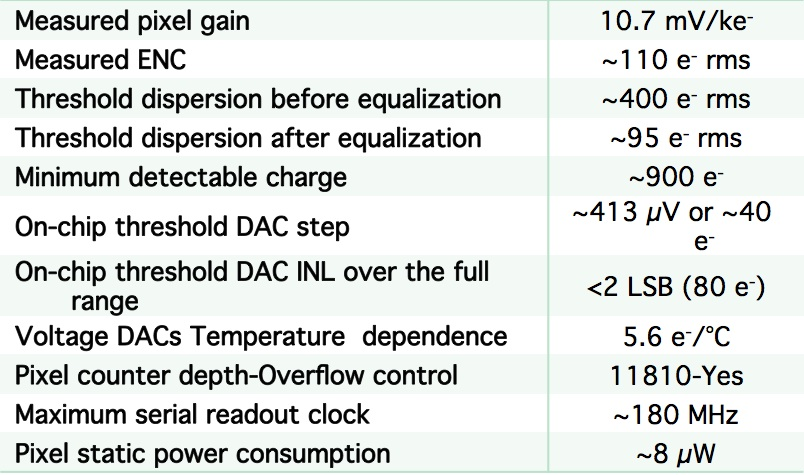 Measured pixel gain 10.7 mV/ke⁻
Measured ENC ~110 e⁻ rms
Threshold dispersion before equalization ~400 e⁻ rms
Threshold dispersion after equalization ~95 e⁻ rms
Minimum detectable charge ~900 e⁻
On-chip threshold DAC step ~413 µV or ~40
e⁻
On-chip threshold DAC INL over the full
range <2 LSB (80 e⁻)
Voltage DACs Temperature dependence 5.6 e⁻/°C
Pixel counter depth-Overflow control 11810-Yes
Maximum serial readout clock ~180 MHz
Pixel static power consumption ~8 µW